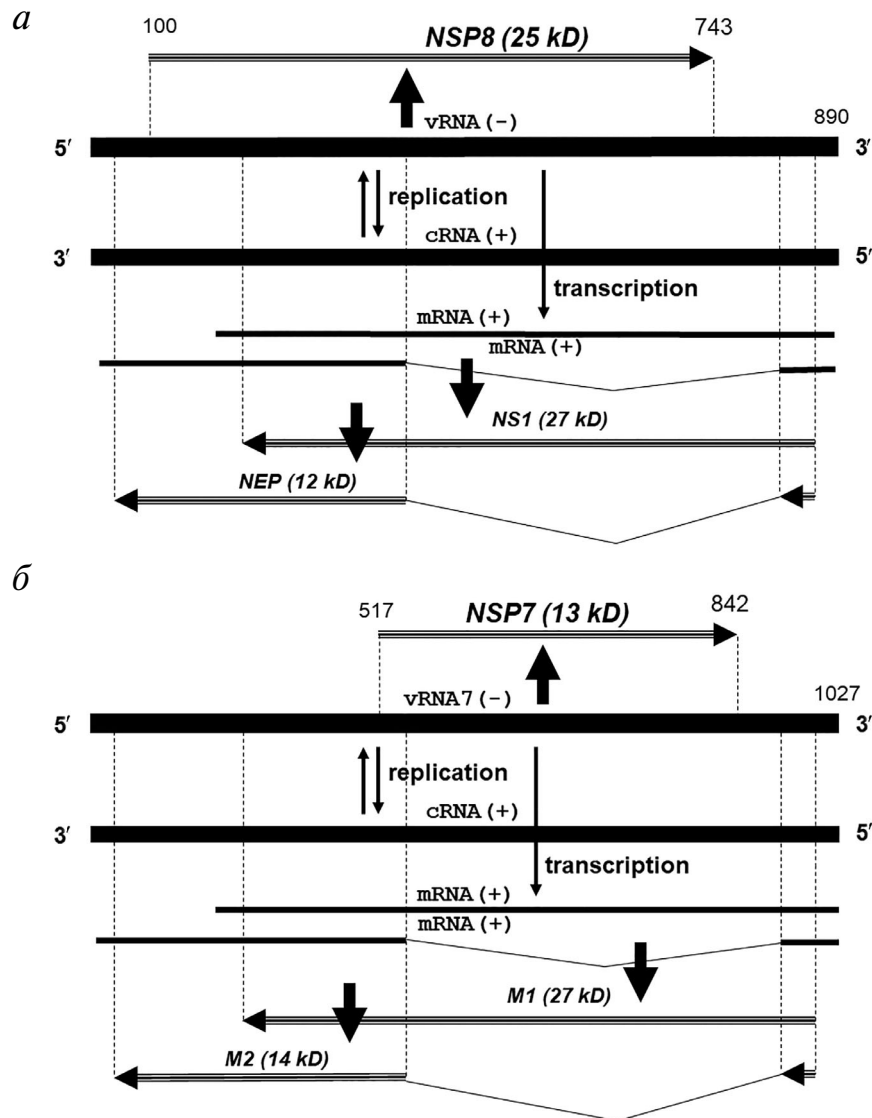 а
100
NSP8 (25 kD)
743
vRNA (-)
890
5′
3′
replication
cRNA (+)
3′
5′
transcription
mRNA (+)
mRNA (+)
NS1 (27 kD)
NEP (12 kD)
б
517
NSP7 (13 kD)
842
vRNA7 (-)
1027
5′
3′
replication
cRNA (+)
3′
5′
transcription
mRNA (+)
mRNA (+)
M1 (27 kD)
M2 (14 kD)